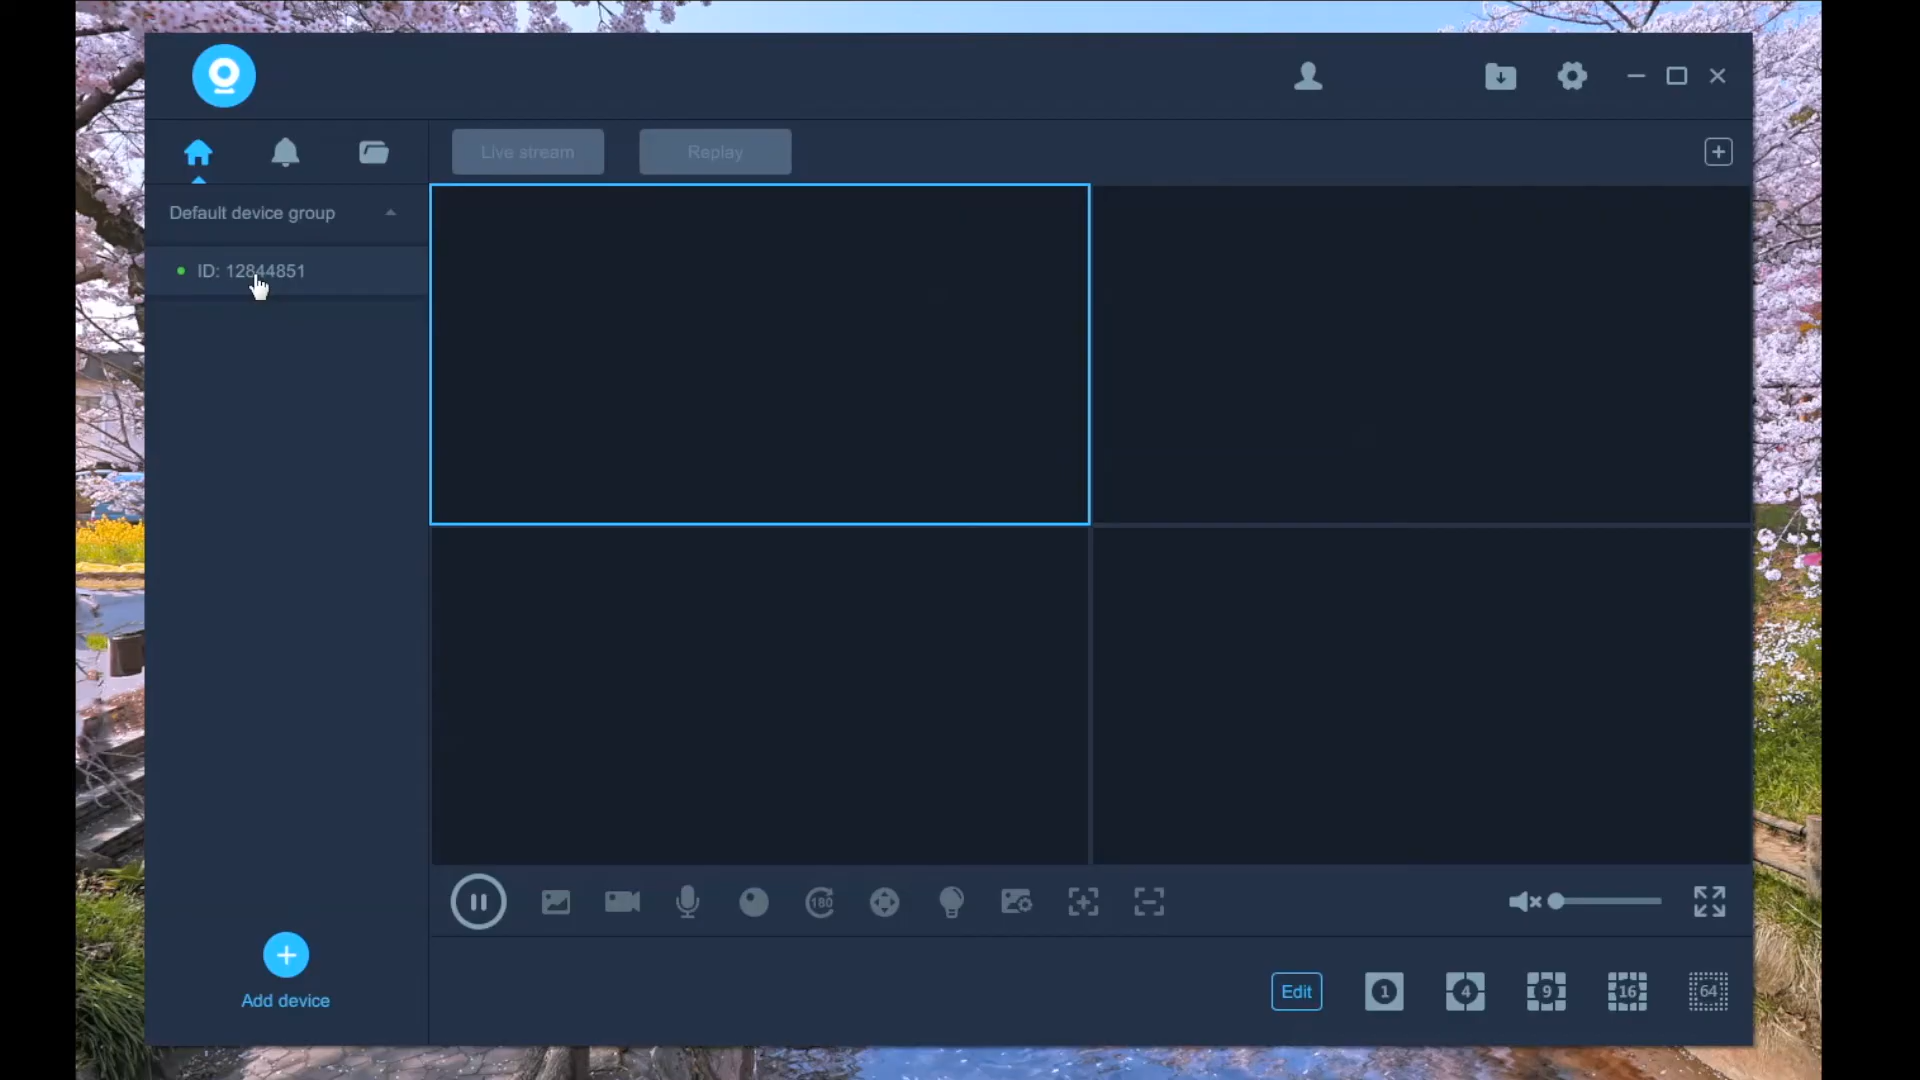 Live stream
Replay
Default device group
ID: 12844851
180
Add device
Edit
1
4
9
16
64